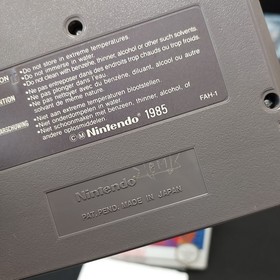 •Do not store in extreme temperatures
•Do not immerse in water
•Do not clean with benzène, thinner, alcohol or other such solvents.
•Ne pas entreposer dans des endroits trop chauds ou trop froids.
•Ne pas plonger dans l'eau
•Ne pas nettoyer avec du benzène, diluant, alcool ou autre
solvant de même nature.
•Niet aan extreme temperaturen blootstellen
•Niet onderdompelen in water
•Niet schoonmaken met benzeen, thinner, alcohol, of
andere oplosmiddelen.
FAH-1
©-M Nintendo 1985
Nintendo
PAT. PEND. MADE IN JAPAN